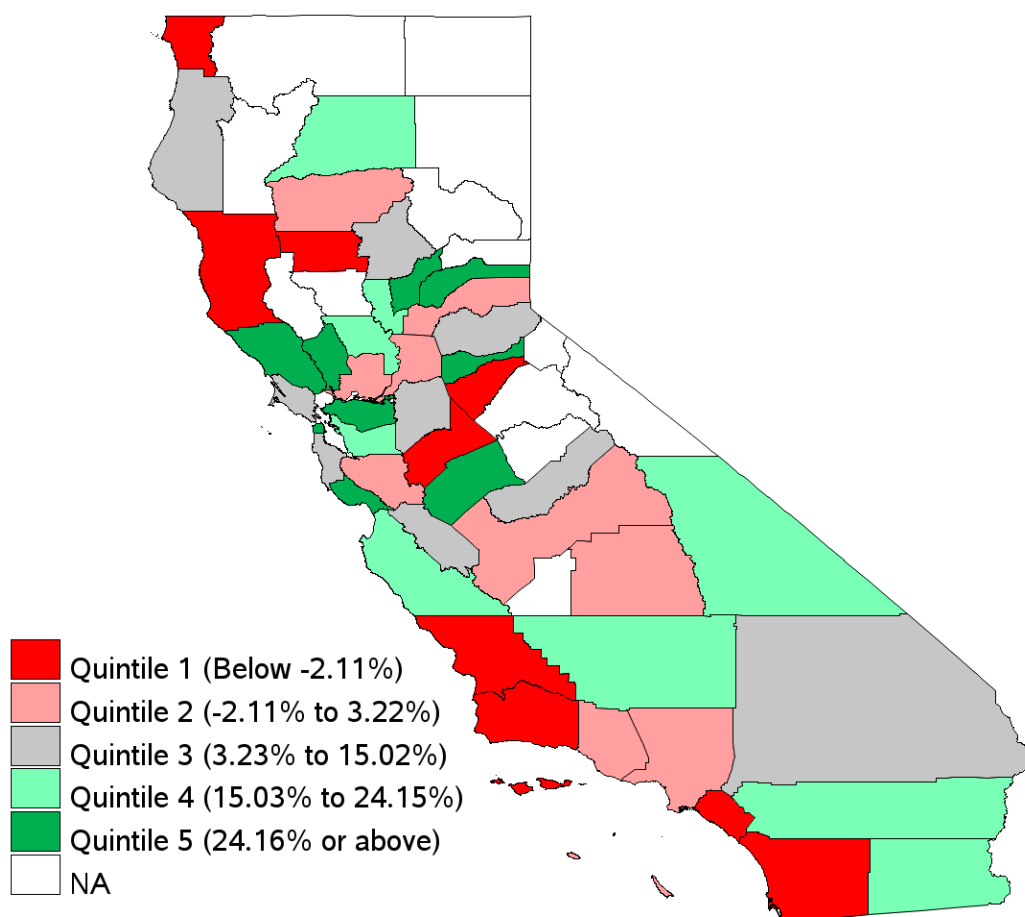 Quintile 1 (Below -2.11%)
Quintile 2 (-2.11% to 3.22%)
Quintile 3 (3.23% to 15.02%)
Quintile 4 (15.03% to 24.15%)
Quintile 5 (24.16% or above)
NA